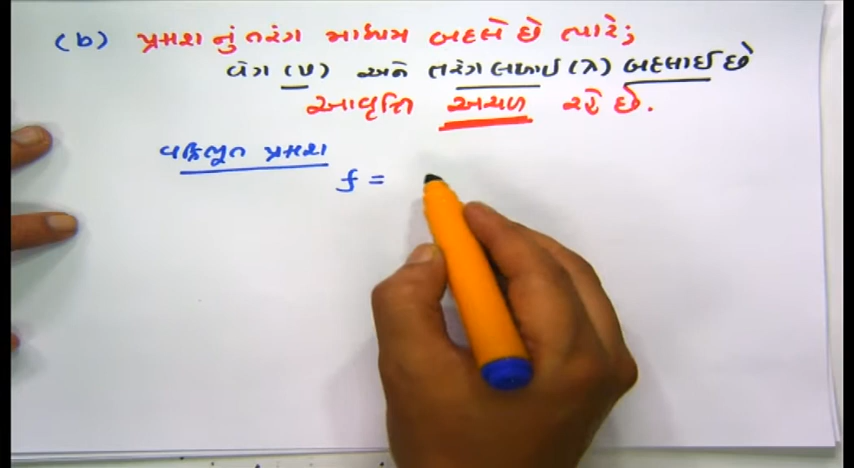 (b) પ્રકાશનું તરંગ માધ્યમ બદલે છે ત્યારે;
વેગ (v) અને તરંગલંબાઈ (λ) બદલાઈ છે
આવૃત્તિ અચળ રહે છે.
વક્રિભૂત પ્રકાશ
f =